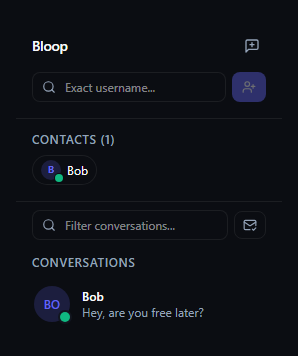 Bloop
Exact username...
CONTACTS (1)
B
Bob
Filter conversations...
CONVERSATIONS
BO
Bob
Hey, are you free later?